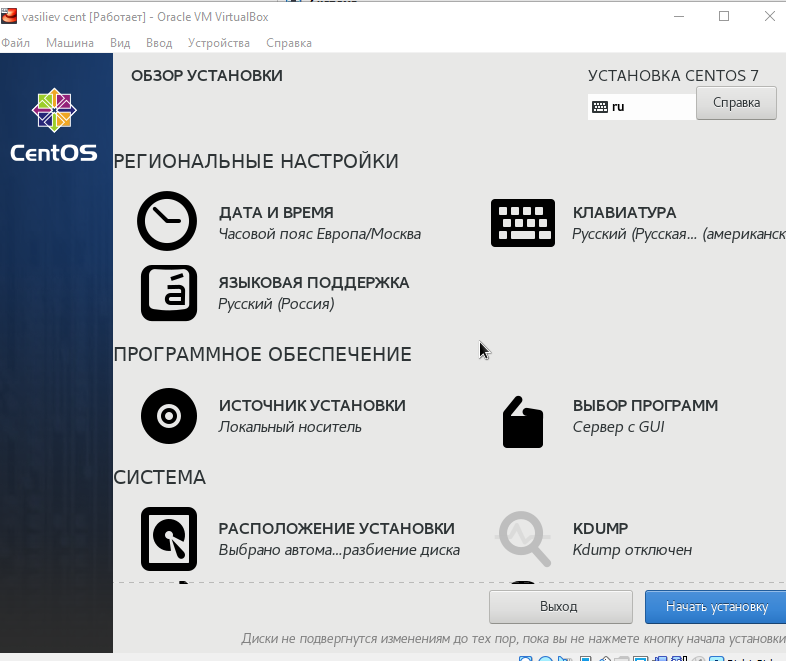 vasiliev cent [Работает] - Oracle VM VirtualBox
Файл Машина Вид Ввод Устройства Справка
ОБЗОР УСТАНОВКИ
УСТАНОВКА CENTOS 7
ru
Справка
CentOS
РЕГИОНАЛЬНЫЕ НАСТРОЙКИ
ДАТА И ВРЕМЯ
Часовой пояс Европа/Москва
КЛАВИАТУРА
Русский (Русская... (американск
ЯЗЫКОВАЯ ПОДДЕРЖКА
Русский (Россия)
ПРОГРАММНОЕ ОБЕСПЕЧЕНИЕ
ИСТОЧНИК УСТАНОВКИ
Локальный носитель
ВЫБОР ПРОГРАММ
Сервер с GUI
СИСТЕМА
РАСПОЛОЖЕНИЕ УСТАНОВКИ
Выбрано автома...разбиение диска
KDUMP
Kdump отключен
Выход
Начать установку
Диски не подвергнутся изменениям до тех пор, пока вы не нажмете кнопку начала установки